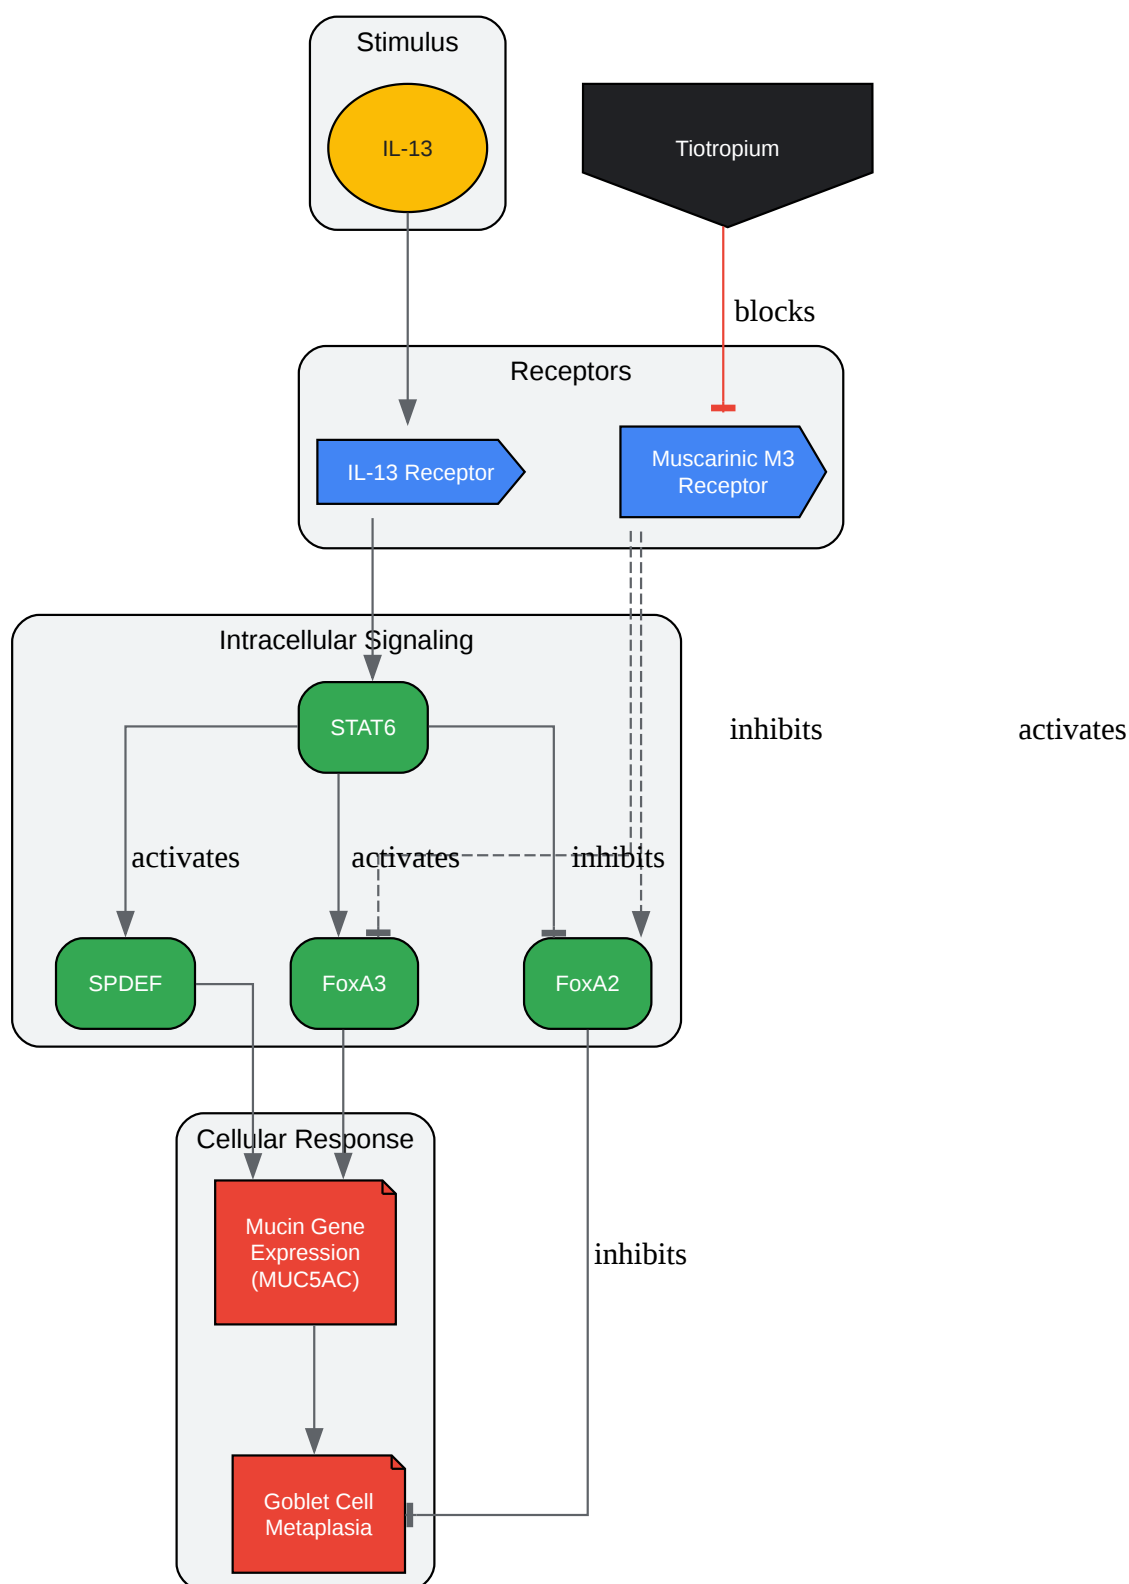 Stimulus
IL-13
Tiotropium
blocks
Receptors
IL-13 Receptor
Muscarinic M3
Receptor
Intracellular Signaling
STAT6
inhibits
activates
activates
activates
inhibits
SPDEF
FoxA3
FoxA2
Cellular Response
Mucin Gene
Expression
(MUC5AC)
inhibits
Goblet Cell
Metaplasia